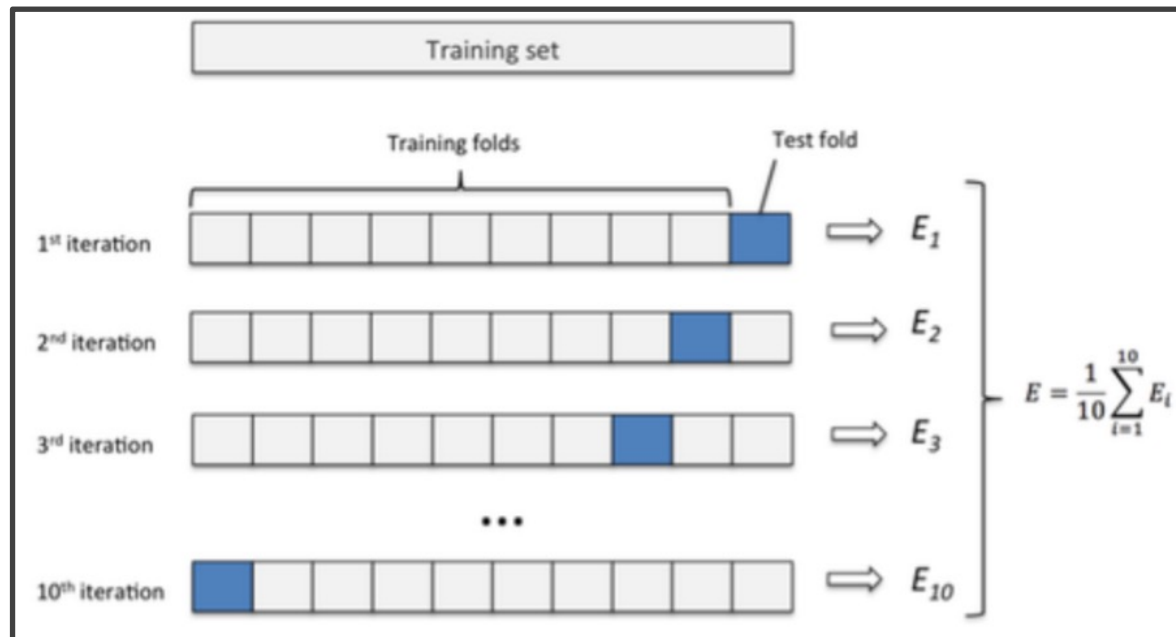 Training set
Training folds
Test fold
1st iteration
E1
2nd iteration
E2
3rd iteration
E3
...
10th iteration
E10
E = 1/10 ∑ i=1 10 Ei